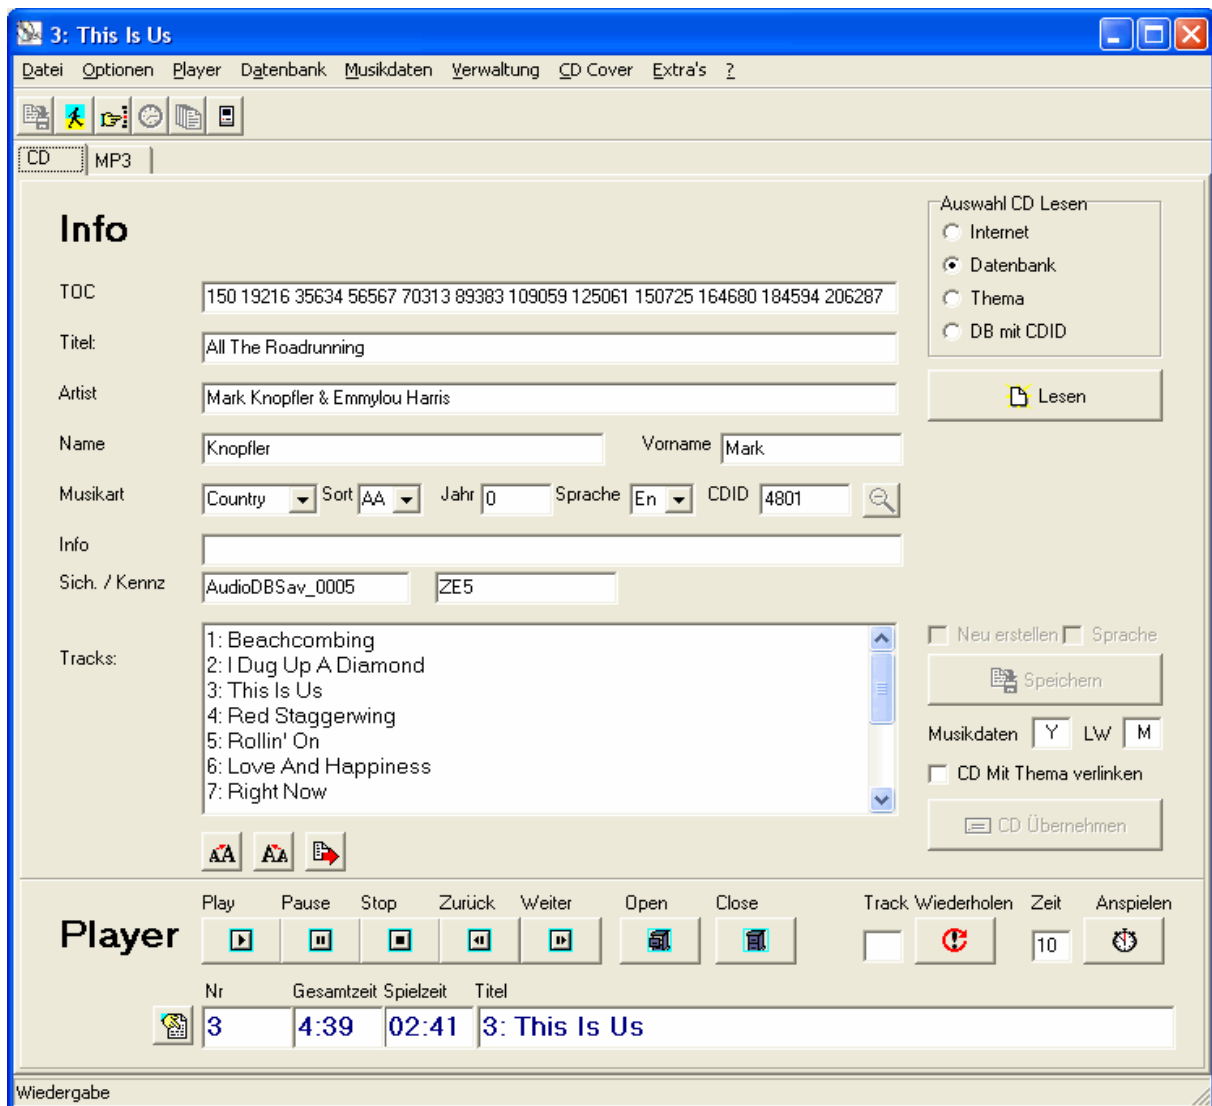 3: This Is Us
Datei Optionen Player Datenbank Musikdaten Verwaltung CD Cover Extra's ?
CD MP3
Info
Auswahl CD Lesen
Internet
Datenbank
Thema
DB mit CDID
TOC 150 19216 35634 56567 70313 89383 109059 125061 150725 164680 184594 206287
Titel: All The Roadrunning
Artist Mark Knopfler & Emmylou Harris
Lesen
Name Knopfler Vorname Mark
Musikart Country Sort AA Jahr 0 Sprache En CDID 4801
Info
Sich. / Kennz AudioDBSav_0005 ZE5
Tracks:
1: Beachcombing
2: I Dug Up A Diamond
3: This Is Us
4: Red Staggerwing
5: Rollin' On
6: Love And Happiness
7: Right Now
Neu erstellen Sprache
Speichern
Musikdaten Y LW M
CD Mit Thema verlinken
CD Übernehmen
AA AA
Player
Play Pause Stop Zurück Weiter Open Close Track Wiederholen Zeit Anspielen
10
Nr Gesamtzeit Spielzeit Titel
3 4:39 02:41 3: This Is Us
Wiedergabe